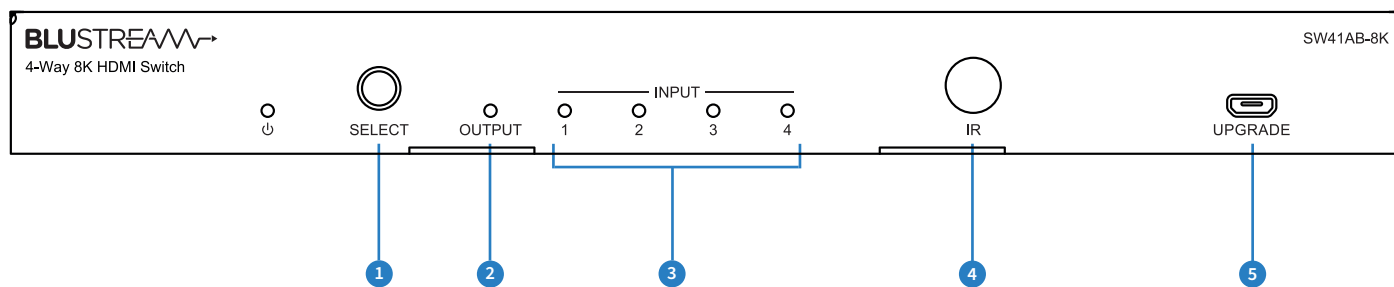 BLUSTREAM
SW41AB-8K
4-Way 8K HDMI Switch
INPUT
1 2 3 4
SELECT OUTPUT IR UPGRADE
1 2 3 4 5